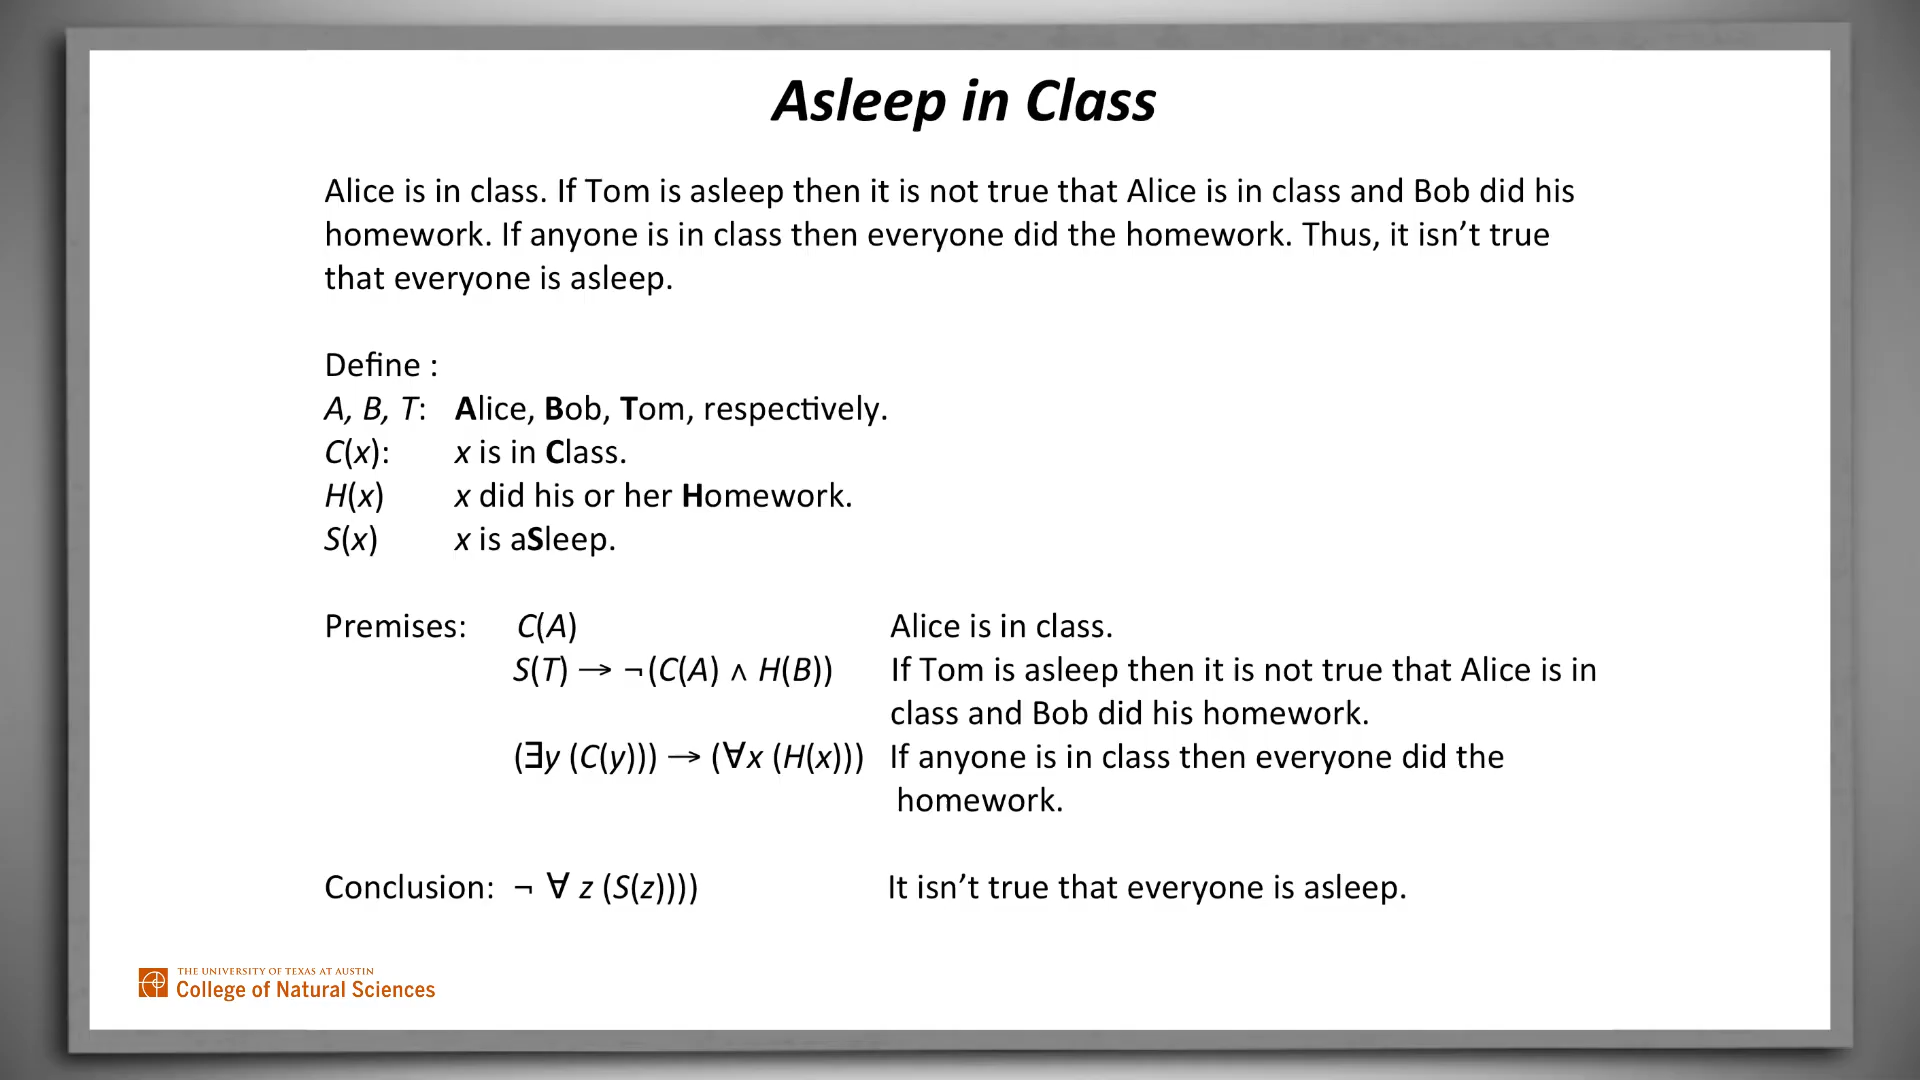 Asleep in Class
Alice is in class. If Tom is asleep then it is not true that Alice is in class and Bob did his
homework. If anyone is in class then everyone did the homework. Thus, it isn’t true
that everyone is asleep.
Define :
A, B, T: Alice, Bob, Tom, respectively.
C(x): x is in Class.
H(x) x did his or her Homework.
S(x) x is aSleep.
Premises: C(A) Alice is in class.
S(T) → ¬(C(A) ∧ H(B)) If Tom is asleep then it is not true that Alice is in
class and Bob did his homework.
(∃y (C(y))) → (∀x (H(x))) If anyone is in class then everyone did the
homework.
Conclusion: ¬ ∀ z (S(z)))) It isn’t true that everyone is asleep.
THE UNIVERSITY OF TEXAS AT AUSTIN
College of Natural Sciences